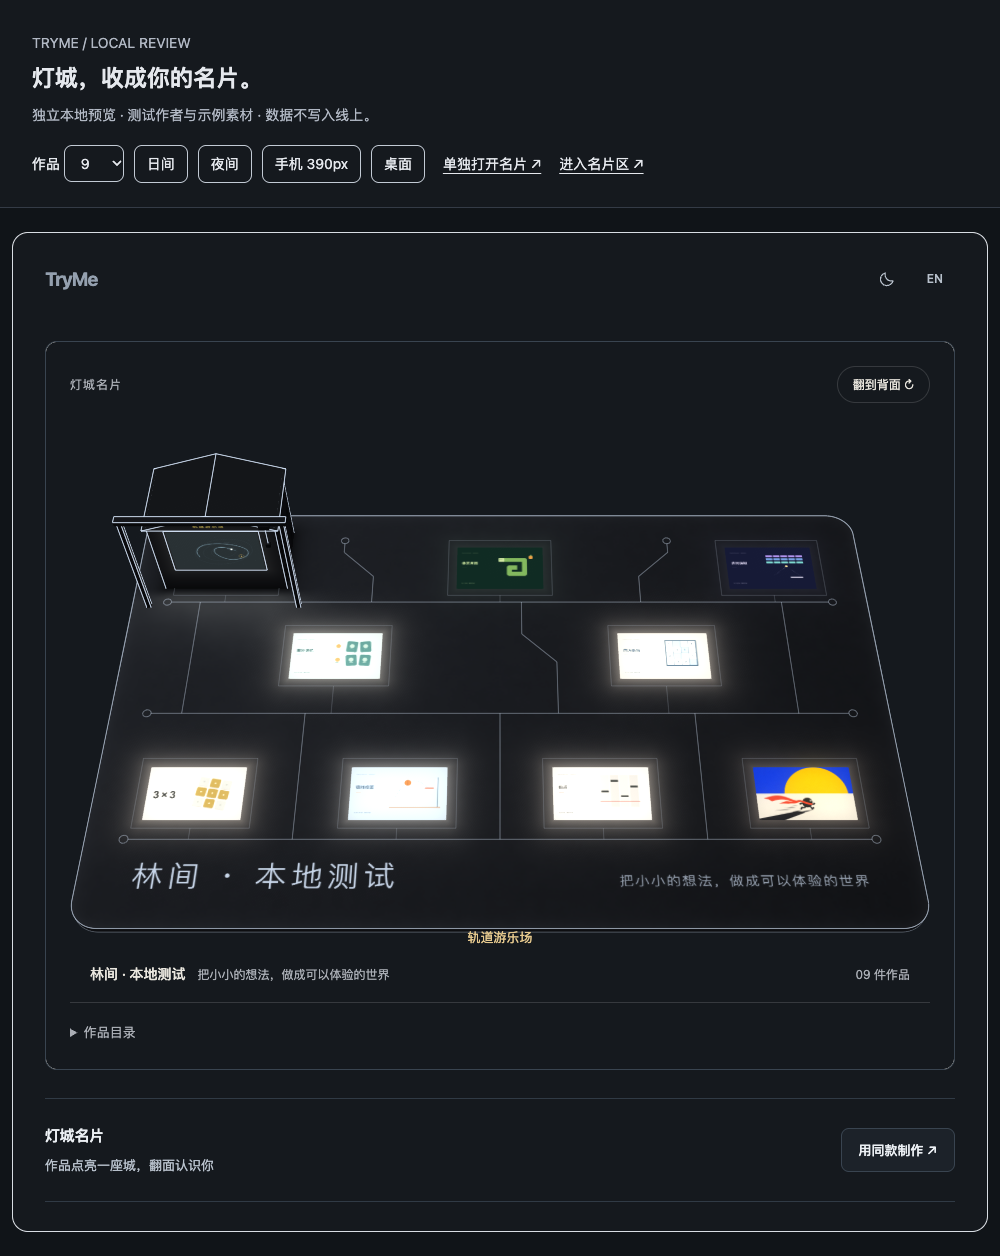 TRYME / LOCAL REVIEW
灯城，收成你的名片。
独立本地预览 · 测试作者与示例素材 · 数据不写入线上。
作品 9 日间 夜间 手机 390px 桌面 单独打开名片 ↗ 进入名片区 ↗
TryMe
EN
灯城名片
翻到背面 ↻
3×3
林间 · 本地测试
把小小的想法，做成可以体验的世界
轨道游乐场
林间 · 本地测试 把小小的想法，做成可以体验的世界
09 件作品
▶ 作品目录
灯城名片
作品点亮一座城，翻面认识你
用同款制作 ↗